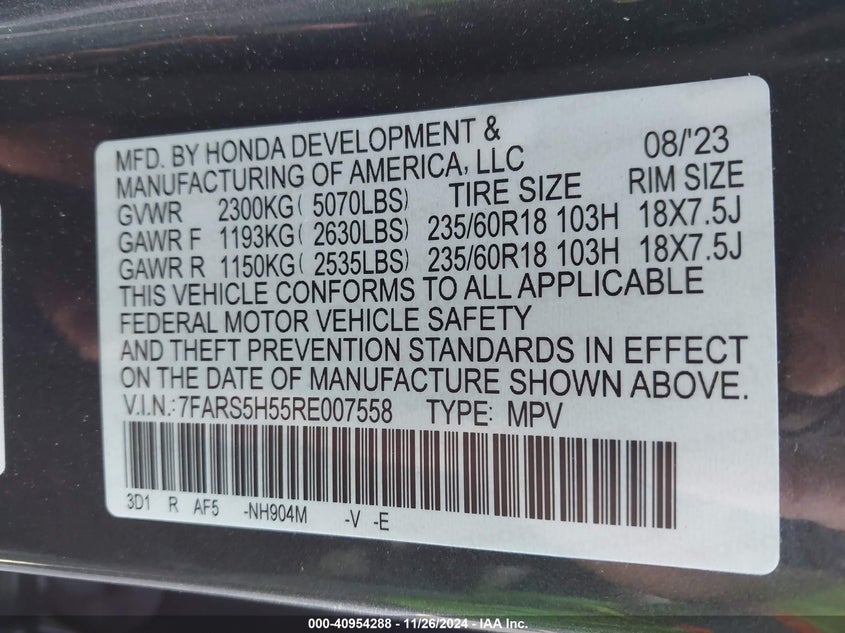 MFD. BY HONDA DEVELOPMENT & 08/'23
MANUFACTURING OF AMERICA, LLC
GVWR 2300KG( 5070LBS) TIRE SIZE RIM SIZE
GAWR F 1193KG( 2630LBS) 235/60R18 103H 18X7.5J
GAWR R 1150KG( 2535LBS) 235/60R18 103H 18X7.5J
THIS VEHICLE CONFORMS TO ALL APPLICABLE
FEDERAL MOTOR VEHICLE SAFETY
AND THEFT PREVENTION STANDARDS IN EFFECT
ON THE DATE OF MANUFACTURE SHOWN ABOVE.
V.I.N.: 7FARS5H55RE007558 TYPE: MPV
3D1 R AF5 -NH904M -V -E
000-40954288 - 11/26/2024 - IAA Inc.